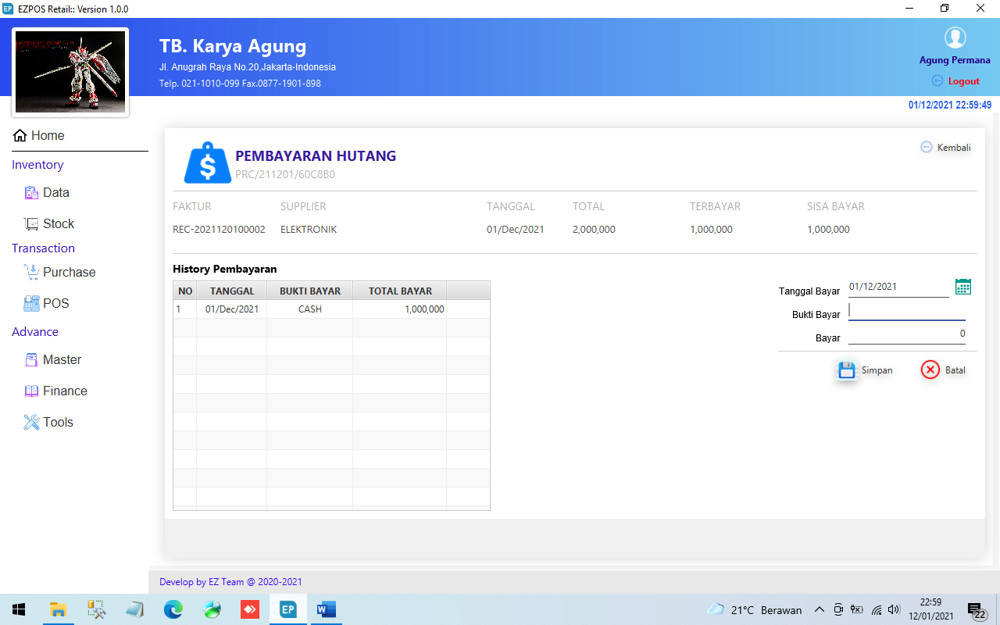 EP EZPOS Retail:: Version 1.0.0
TB. Karya Agung
Jl. Anugrah Raya No.20,Jakarta-Indonesia
Telp. 021-1010-099 Fax.0877-1901-898
Agung Permana
Logout
01/12/2021 22:59:49
Home
Inventory
Data
Stock
Transaction
Purchase
POS
Advance
Master
Finance
Tools
PEMBAYARAN HUTANG
PRC/211201/60C8B0
Kembali
FAKTUR SUPPLIER TANGGAL TOTAL TERBAYAR SISA BAYAR
REC-2021120100002 ELEKTRONIK 01/Dec/2021 2,000,000 1,000,000 1,000,000
History Pembayaran
NO TANGGAL BUKTI BAYAR TOTAL BAYAR
1 01/Dec/2021 CASH 1,000,000
Tanggal Bayar 01/12/2021
Bukti Bayar
Bayar 0
Simpan Batal
Develop by EZ Team @ 2020-2021
EP
21°C Berawan
22:59
12/01/2021
22